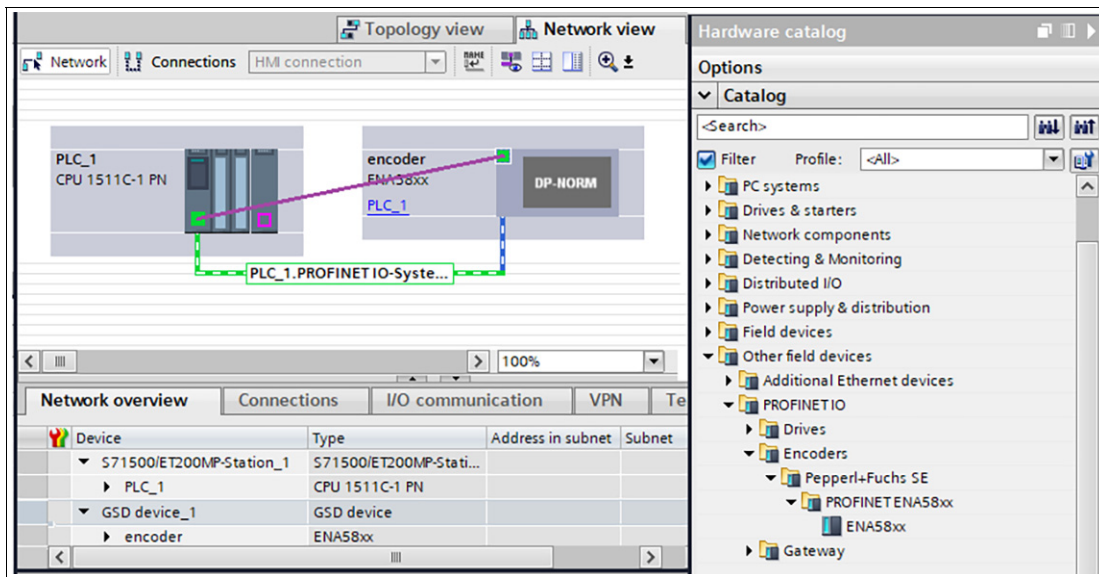 Topology view
Network view
Network
Connections
HMI connection
NAME
±
PLC_1
CPU 1511C-1 PN
encoder
ENA58xx
PLC_1
DP-NORM
PLC_1.PROFINET IO-Syste...
100%
Network overview
Connections
I/O communication
VPN
Te
Device
Type
Address in subnet
Subnet
S71500/ET200MP-Station_1
S71500/ET200MP-Stati...
PLC_1
CPU 1511C-1 PN
GSD device_1
GSD device
encoder
ENA58xx
Hardware catalog
Options
Catalog
<Search>
Filter
Profile:
<All>
PC systems
Drives & starters
Network components
Detecting & Monitoring
Distributed I/O
Power supply & distribution
Field devices
Other field devices
Additional Ethernet devices
PROFINET IO
Drives
Encoders
Pepperl+Fuchs SE
PROFINET ENA58xx
ENA58xx
Gateway